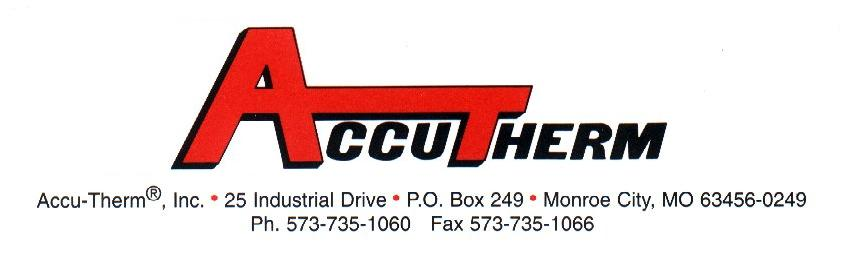 ACCUTHERM
Accu-Therm®, Inc. • 25 Industrial Drive • P.O. Box 249 • Monroe City, MO 63456-0249
Ph. 573-735-1060 Fax 573-735-1066